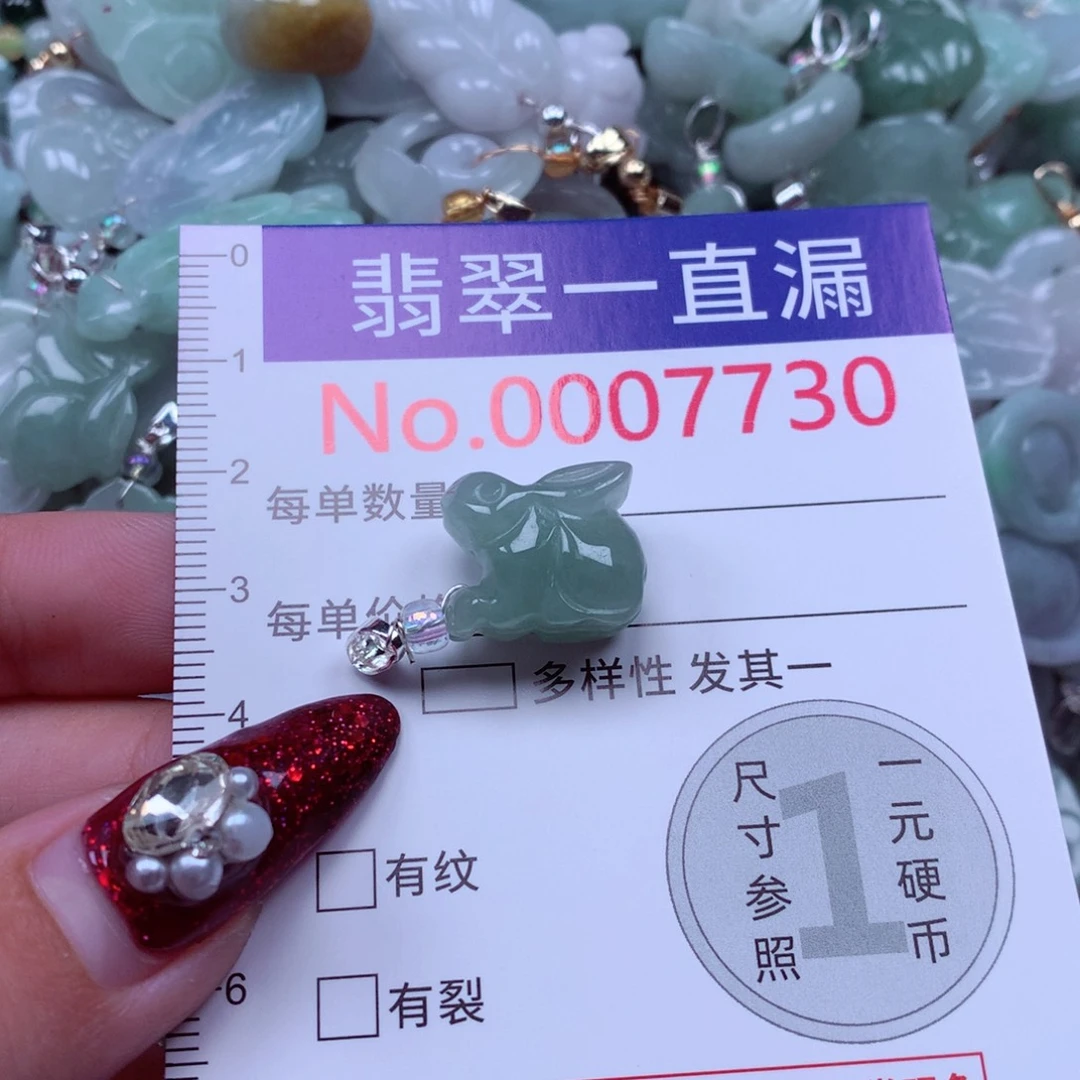 0
翡翠一直漏
1
No.0007730
2
每单数量
3
每单价
多样性 发其一
4
尺寸参照
1
一元硬币
有纹
6
有裂